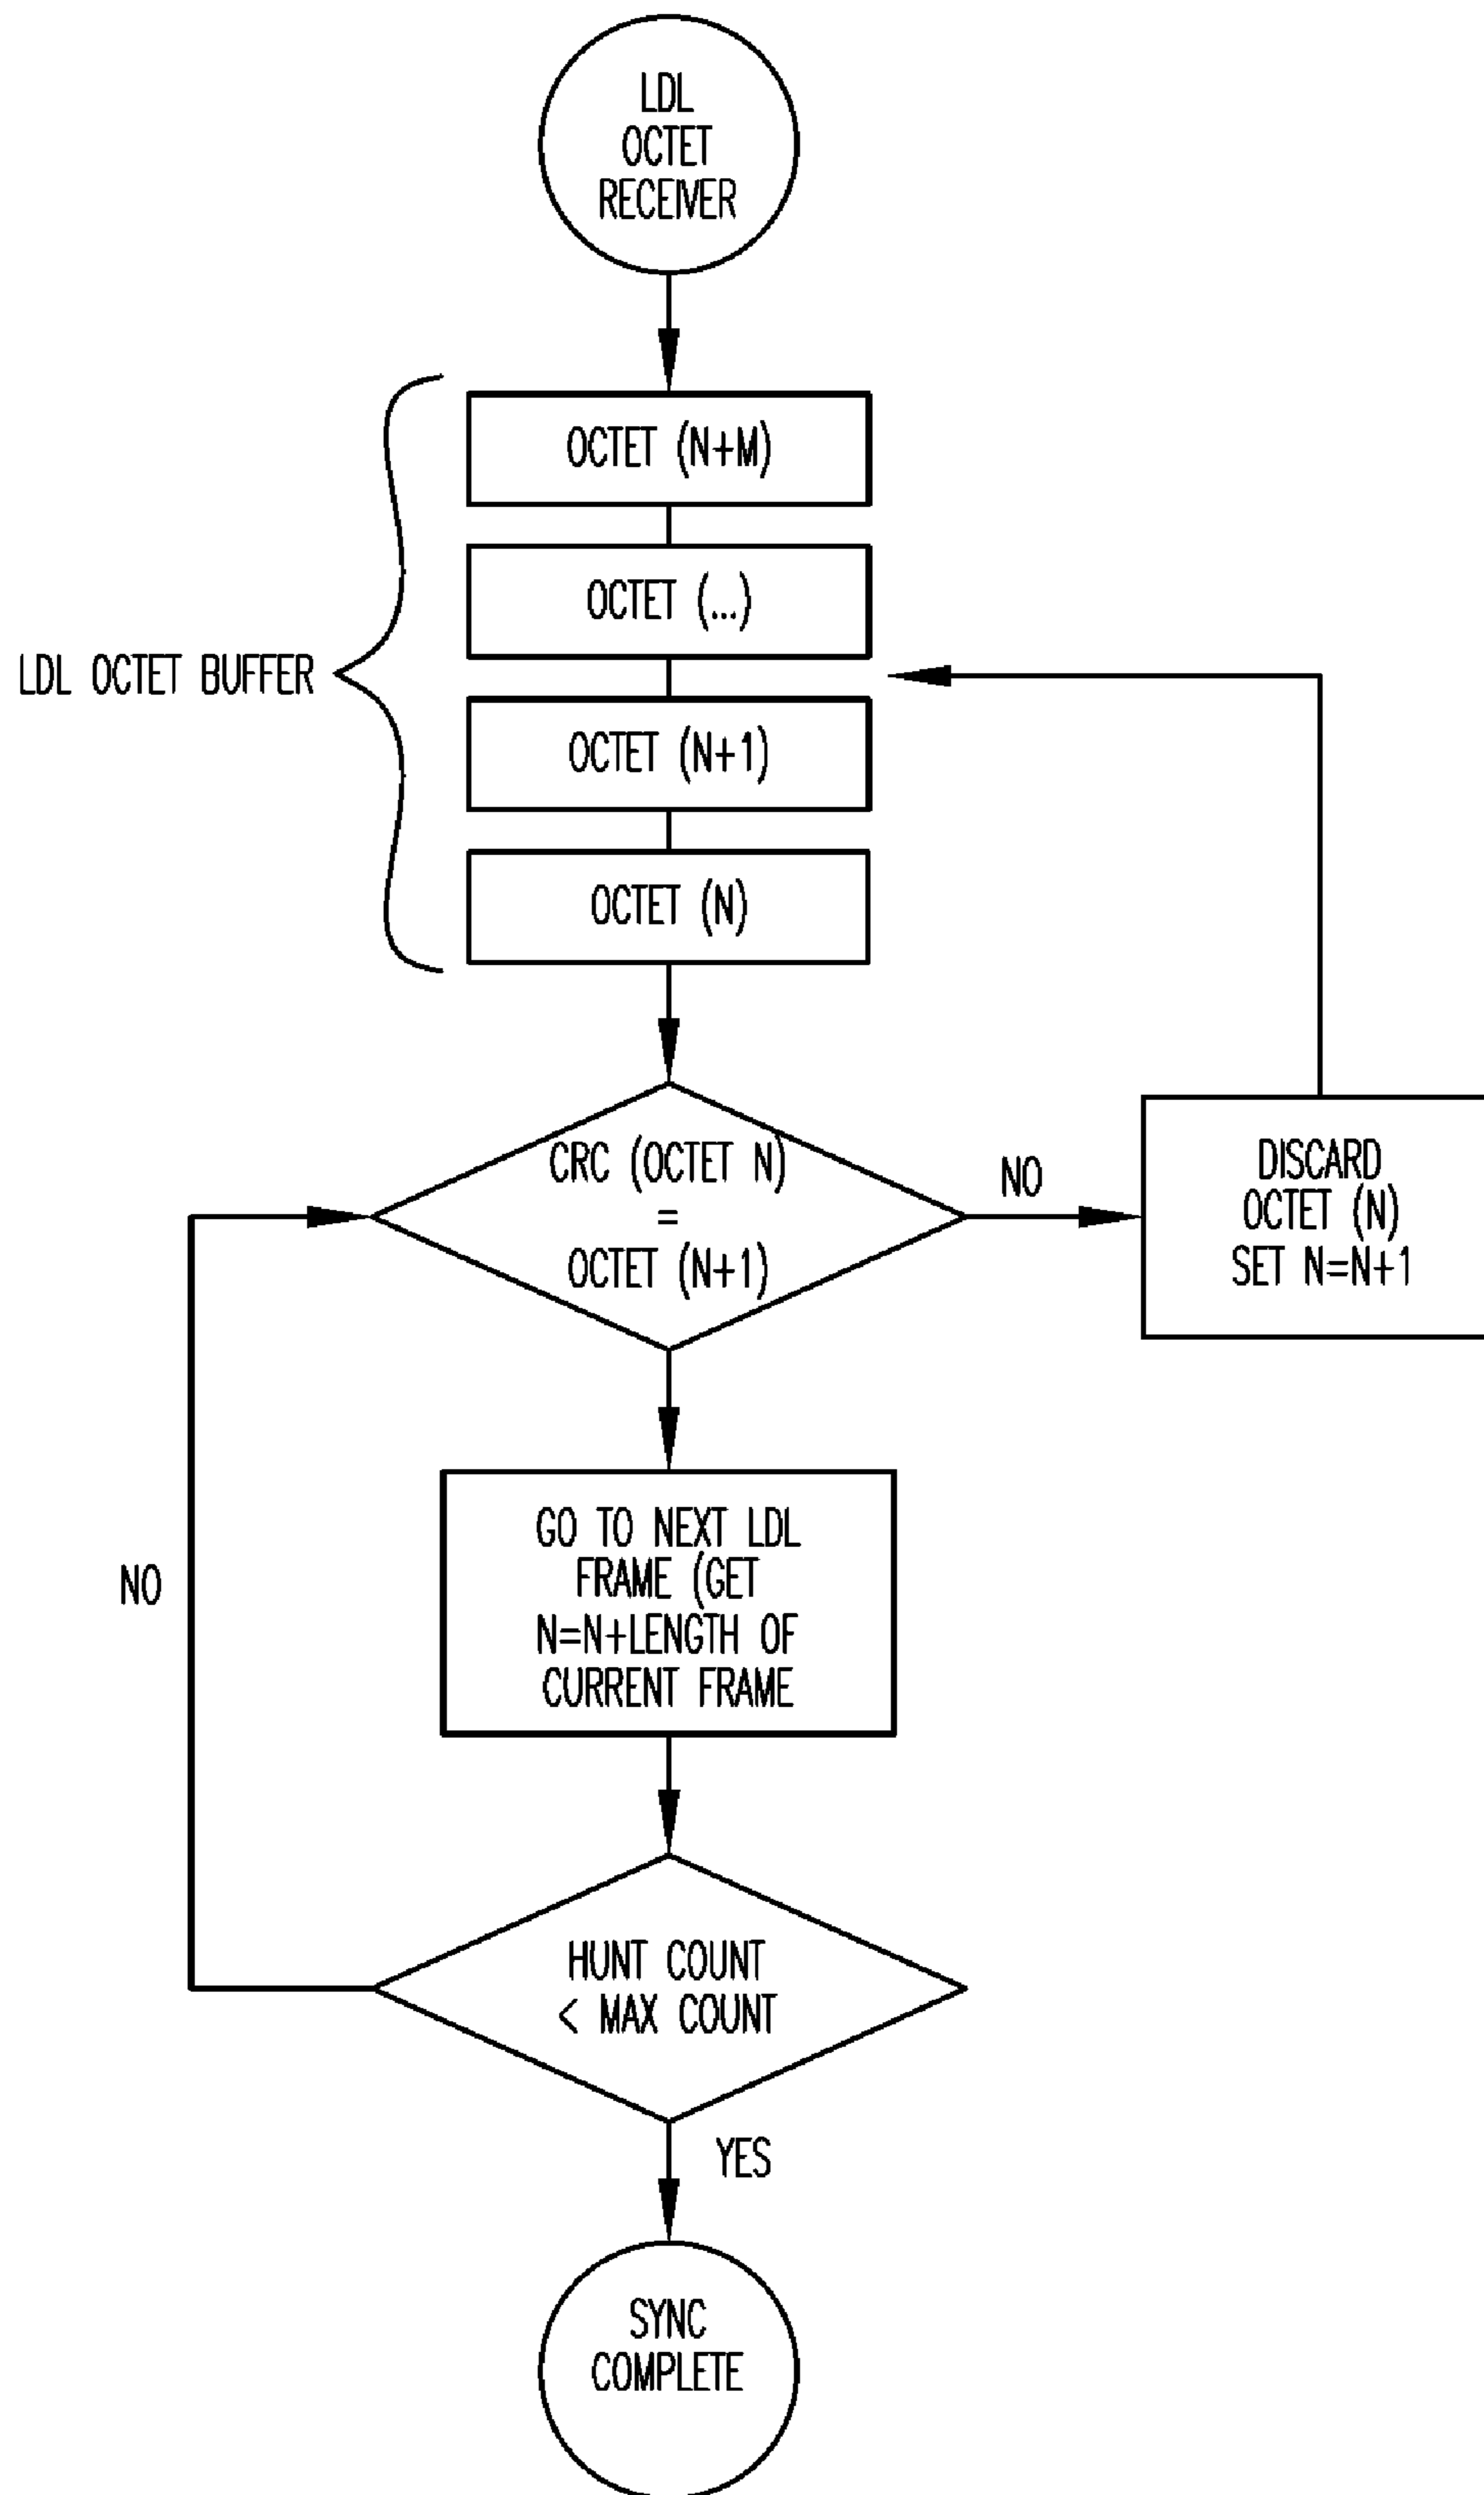 LDL
OCTET
RECEIVER
OCTET (N+M)
OCTET (...)
LDL OCTET BUFFER
OCTET (N+1)
OCTET (N)
CRC (OCTET N)
=
OCTET (N+1)
NO
DISCARD
OCTET (N)
SET N=N+1
GO TO NEXT LDL
FRAME (GET
N=N+LENGTH OF
CURRENT FRAME
NO
HUNT COUNT
< MAX COUNT
YES
SYNC
COMPLETE